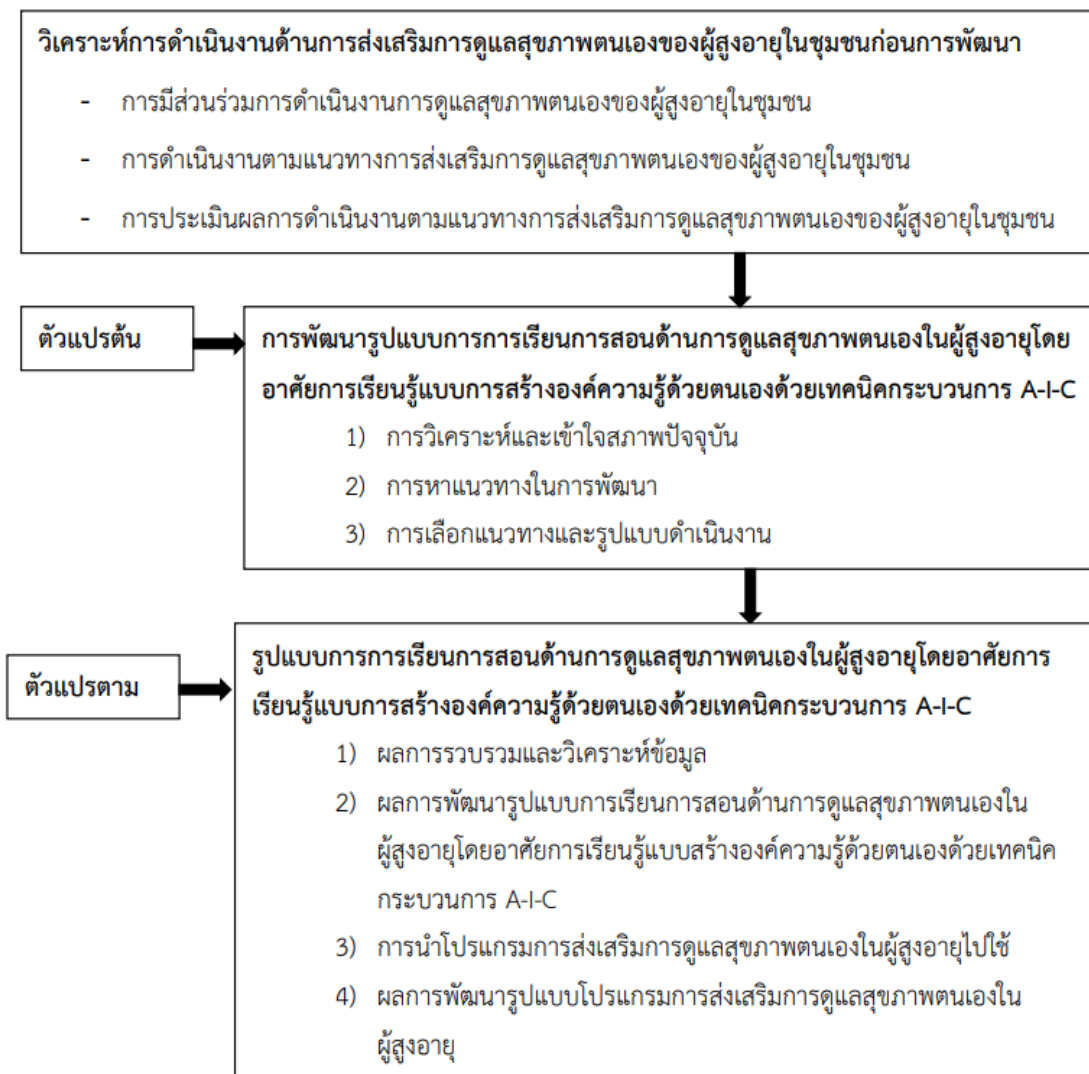 วิเคราะห์การดำเนินงานด้านการส่งเสริมการดูแลสุขภาพตนเองของผู้สูงอายุในชุมชนก่อนการพัฒนา
- การมีส่วนร่วมการดำเนินงานการดูแลสุขภาพตนเองของผู้สูงอายุในชุมชน
- การดำเนินงานตามแนวทางการส่งเสริมการดูแลสุขภาพตนเองของผู้สูงอายุในชุมชน
- การประเมินผลการดำเนินงานตามแนวทางการส่งเสริมการดูแลสุขภาพตนเองของผู้สูงอายุในชุมชน
ตัวแปรต้น
การพัฒนารูปแบบการการเรียนการสอนด้านการดูแลสุขภาพตนเองในผู้สูงอายุโดย
อาศัยการเรียนรู้แบบการสร้างองค์ความรู้ด้วยตนเองด้วยเทคนิคกระบวนการ A-I-C
1) การวิเคราะห์และเข้าใจสภาพปัจจุบัน
2) การหาแนวทางในการพัฒนา
3) การเลือกแนวทางและรูปแบบดำเนินงาน
ตัวแปรตาม
รูปแบบการการเรียนการสอนด้านการดูแลสุขภาพตนเองในผู้สูงอายุโดยอาศัยการ
เรียนรู้แบบการสร้างองค์ความรู้ด้วยตนเองด้วยเทคนิคกระบวนการ A-I-C
1) ผลการรวบรวมและวิเคราะห์ข้อมูล
2) ผลการพัฒนารูปแบบการเรียนการสอนด้านการดูแลสุขภาพตนเองใน
ผู้สูงอายุโดยอาศัยการเรียนรู้แบบสร้างองค์ความรู้ด้วยตนเองด้วยเทคนิค
กระบวนการ A-I-C
3) การนำโปรแกรมการส่งเสริมการดูแลสุขภาพตนเองในผู้สูงอายุไปใช้
4) ผลการพัฒนารูปแบบโปรแกรมการส่งเสริมการดูแลสุขภาพตนเองใน
ผู้สูงอายุ